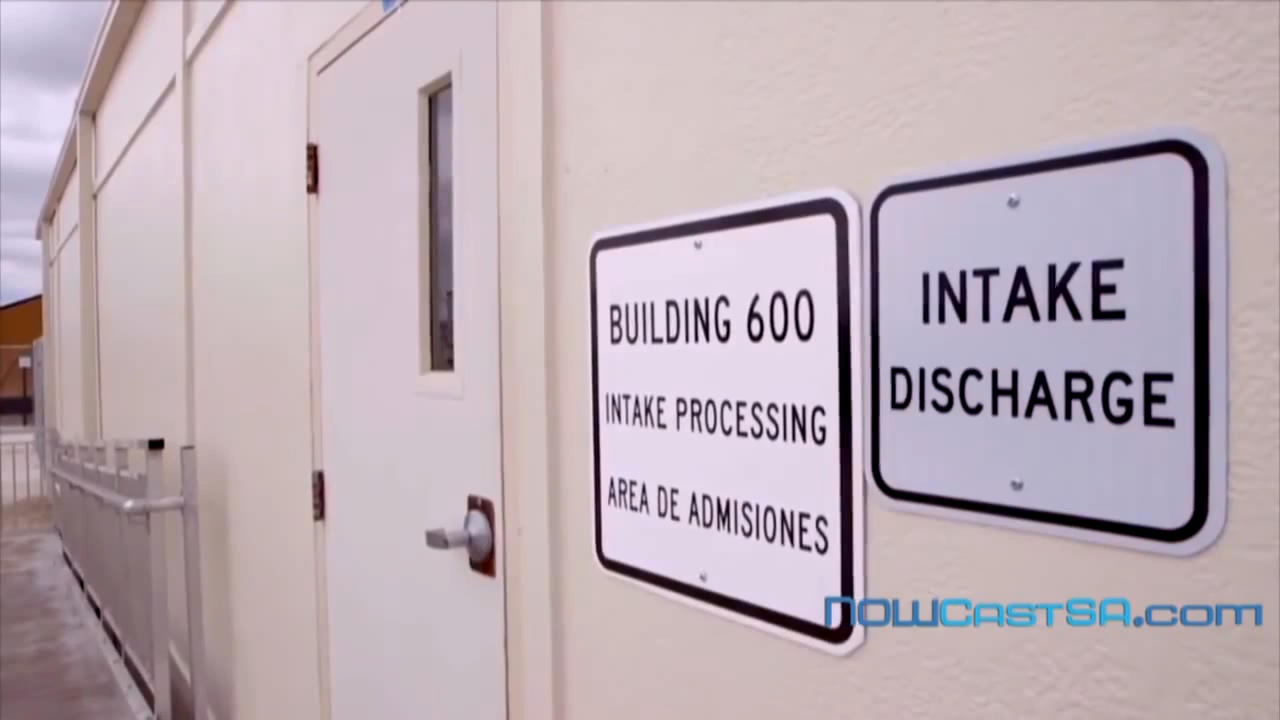 BUILDING 600
INTAKE PROCESSING
AREA DE ADMISIONES
INTAKE
DISCHARGE
NOWCastSA.com